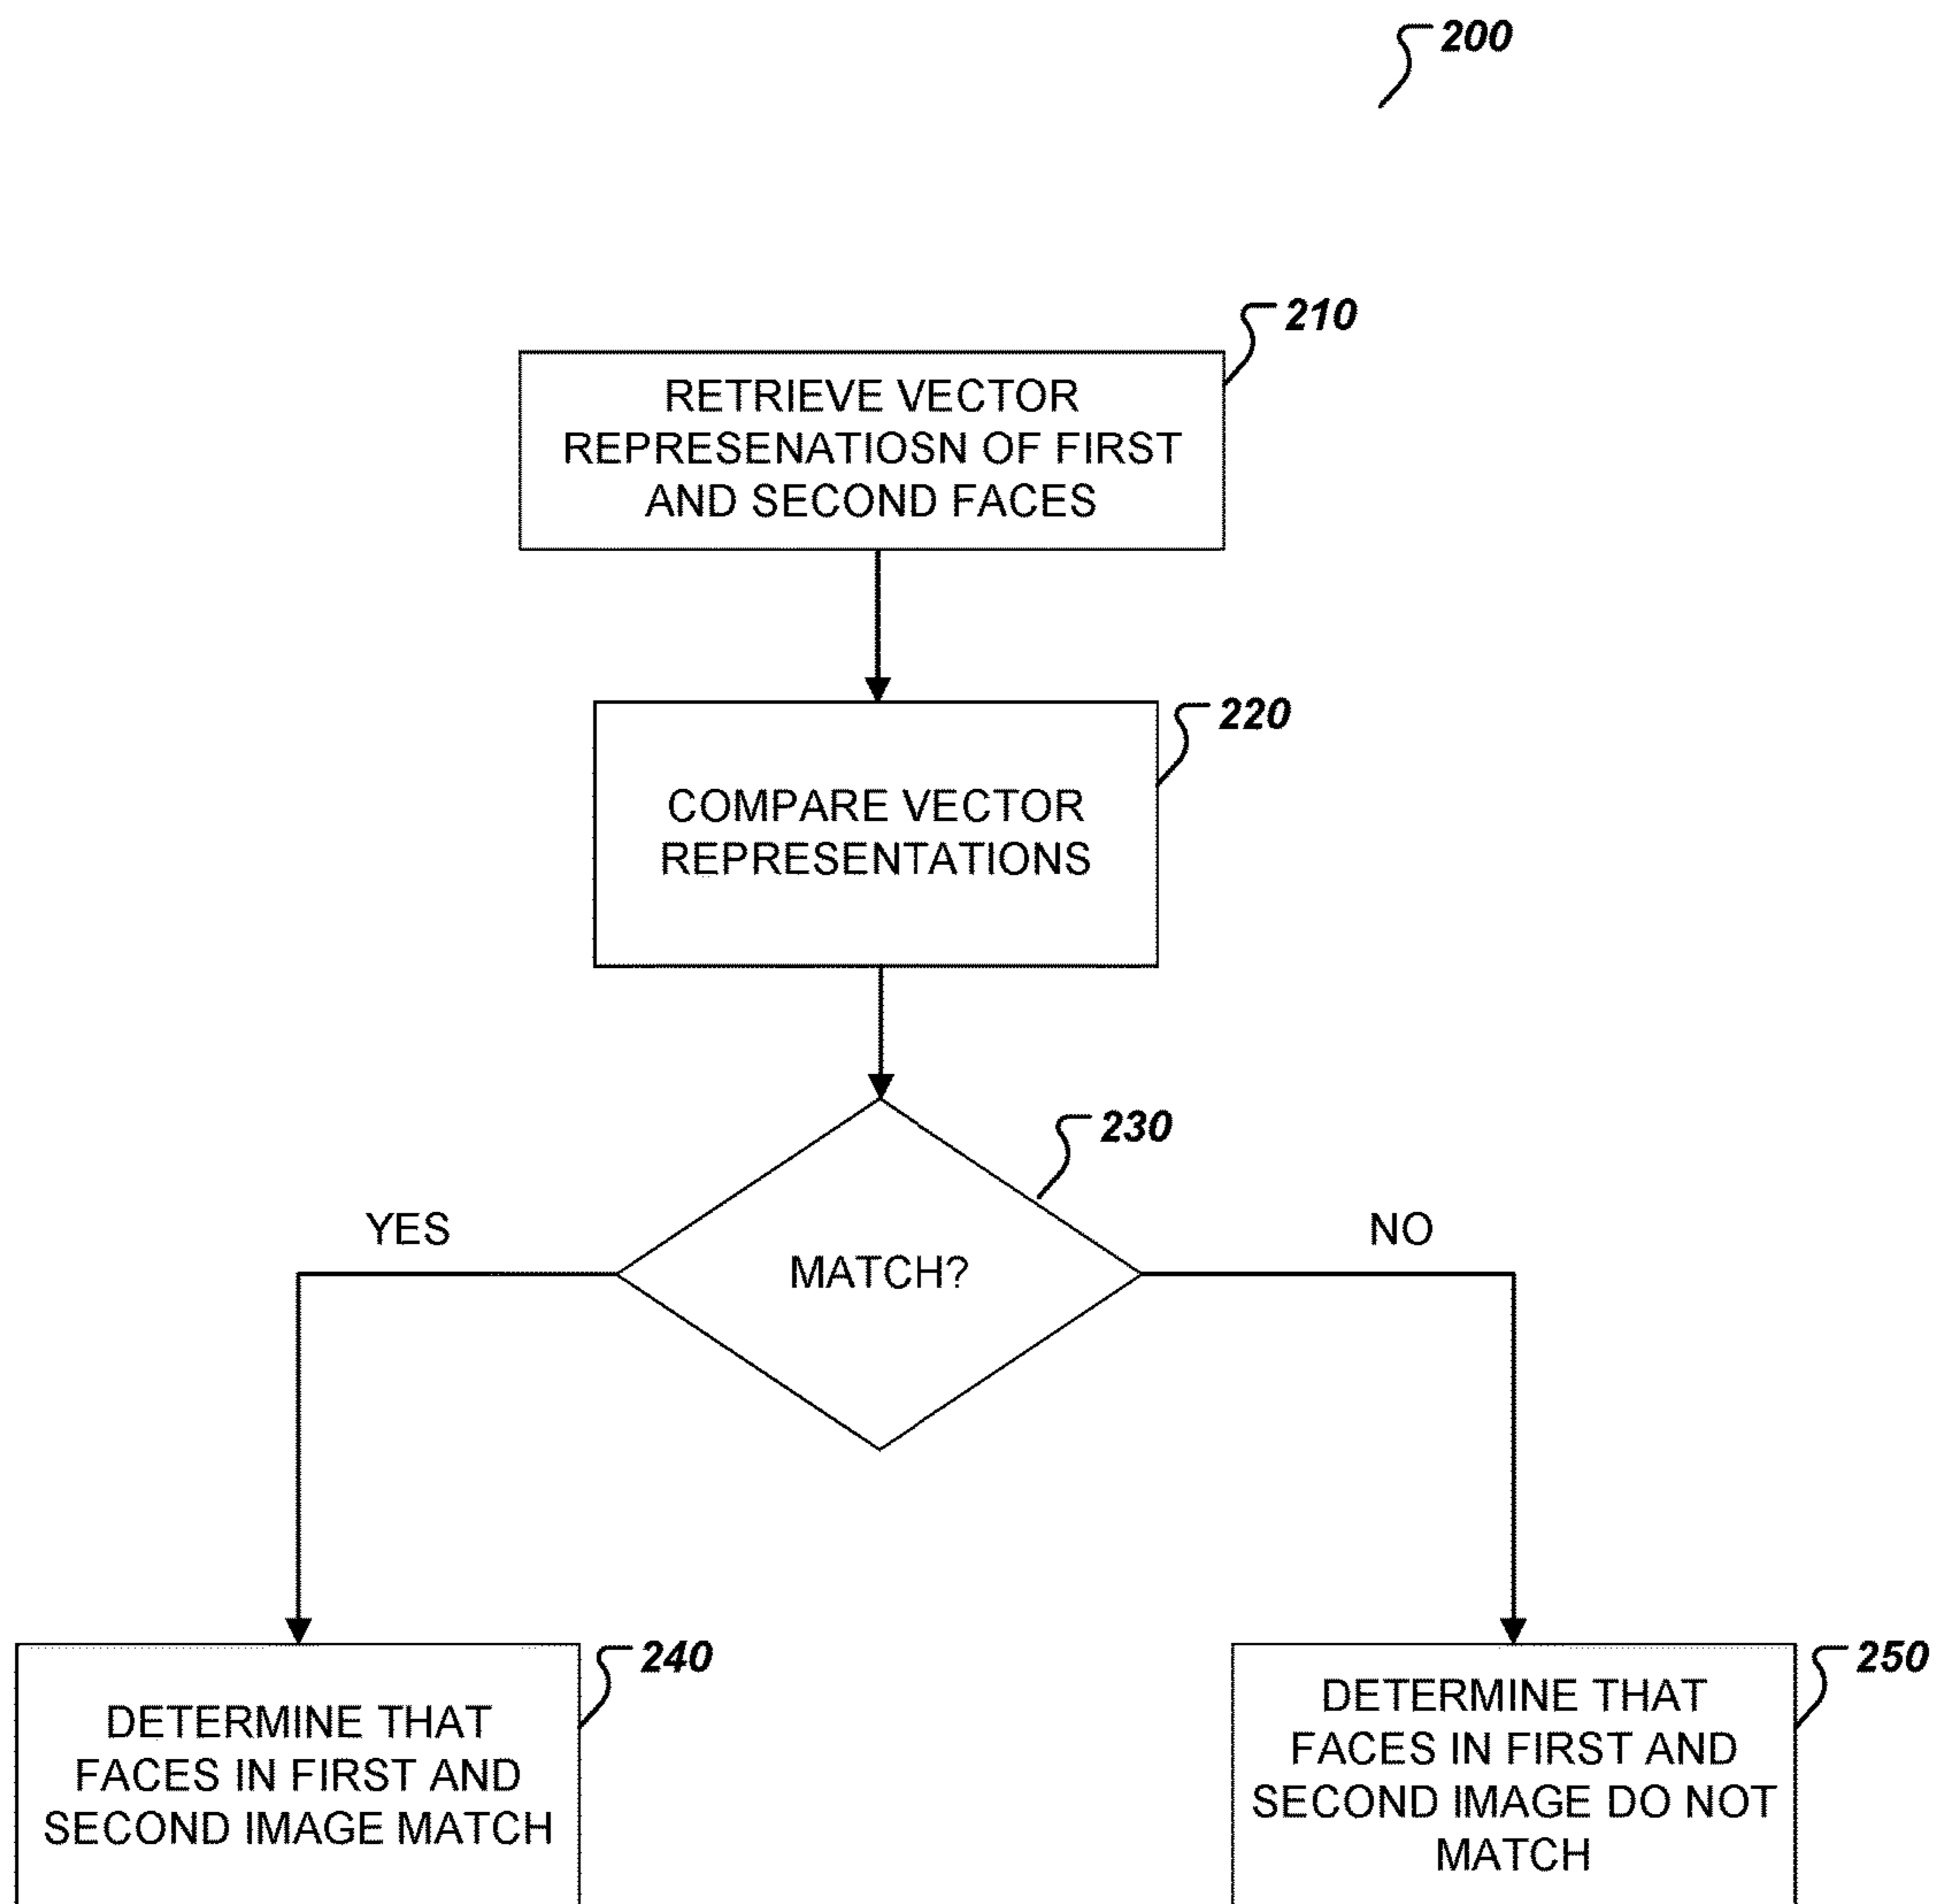 200
210
RETRIEVE VECTOR
REPRESENATIOSN OF FIRST
AND SECOND FACES
220
COMPARE VECTOR
REPRESENTATIONS
230
YES
MATCH?
NO
240
DETERMINE THAT
FACES IN FIRST AND
SECOND IMAGE MATCH
250
DETERMINE THAT
FACES IN FIRST AND
SECOND IMAGE DO NOT
MATCH